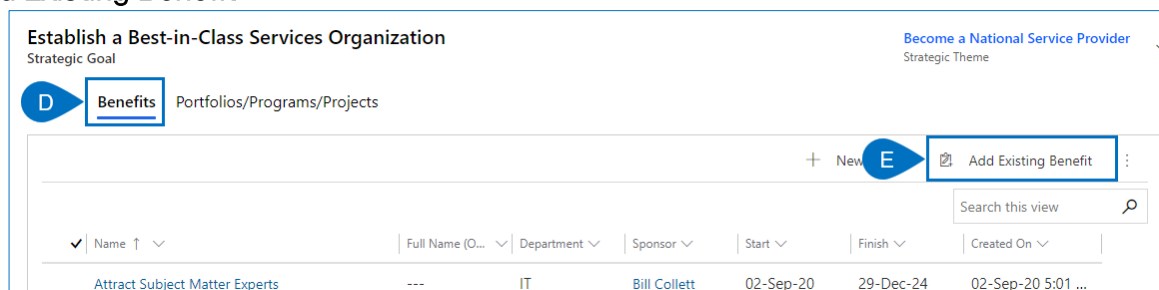 Existing Benefit
Establish a Best-in-Class Services Organization
Become a National Service Provider
Strategic Goal
Strategic Theme
D
Benefits Portfolios/Programs/Projects
+ New E Add Existing Benefit
Search this view
Name ↑ Full Name (O... Department Sponsor Start Finish Created On
Attract Subject Matter Experts --- IT Bill Collett 02-Sep-20 29-Dec-24 02-Sep-20 5:01 ...